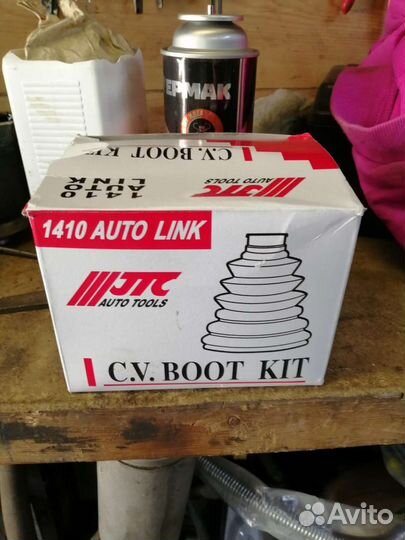 ЕРМАК
C.V. BOOT KIT
1410
AUTO
LINK
JTC
AUTO TOOLS
1410 AUTO LINK
JTC
AUTO TOOLS
C.V. BOOT KIT
Avito